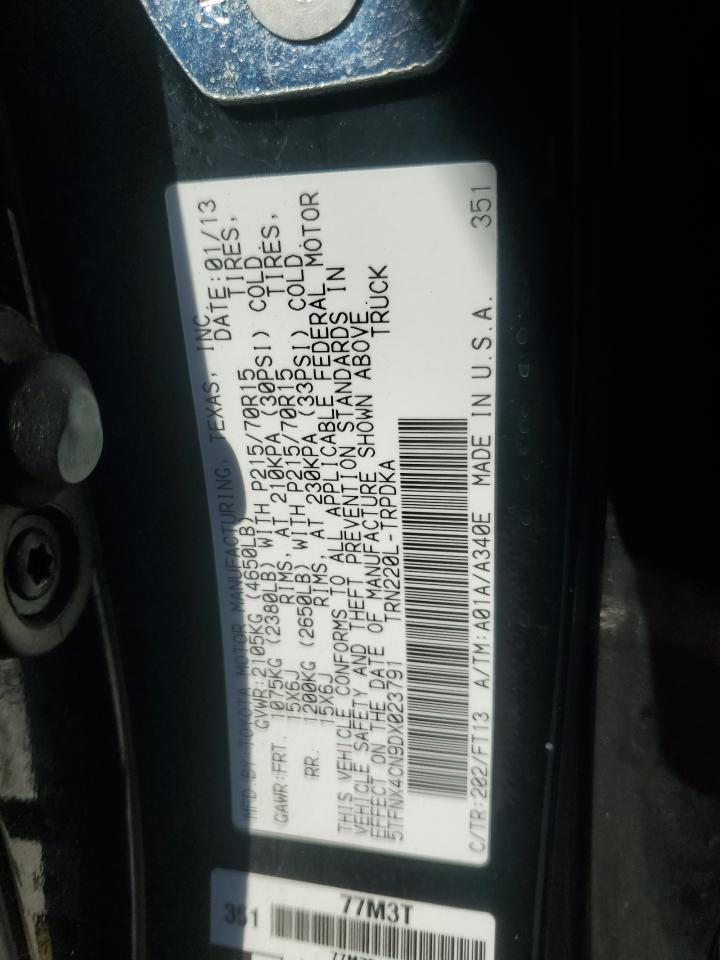 MFD.BY TOYOTA MOTOR MANUFACTURING, TEXAS, INC.
GVWR:2105KG (4650LB) DATE:01/13
GAWR:FRT. 1075KG (2380LB) WITH P215/70R15 TIRES,
15X6J RIMS, AT 210KPA (30PSI) COLD.
RR. 1200KG (2650LB) WITH P215/70R15 TIRES,
15X6J RIMS, AT 230KPA (33PSI) COLD
THIS VEHICLE CONFORMS TO ALL APPLICABLE FEDERAL MOTOR
VEHICLE SAFETY AND THEFT PREVENTION STANDARDS IN
EFFECT ON THE DATE OF MANUFACTURE SHOWN ABOVE.
5TFNX4CN9DX023791 TRN220L-TRPDKA TRUCK
C/TR:202/FT13 A/TM:A01A/A340E MADE IN U.S.A. 351
351 77M3T